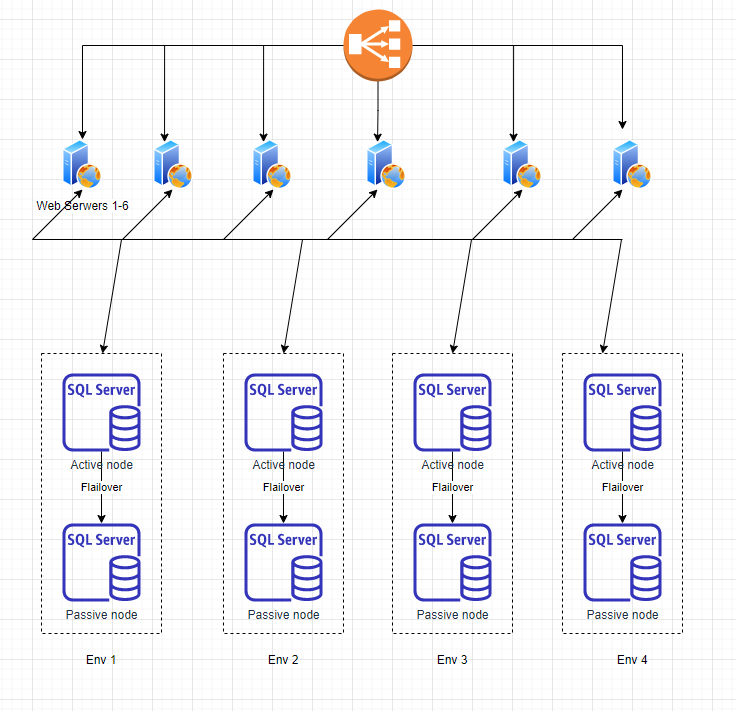 Web Serwers 1-6
SQL Server
SQL Server
SQL Server
SQL Server
Active node
Active node
Active node
Active node
Flailover
Flailover
Flailover
Flailover
SQL Server
SQL Server
SQL Server
SQL Server
Passive node
Passive node
Passive node
Passive node
Env 1
Env 2
Env 3
Env 4